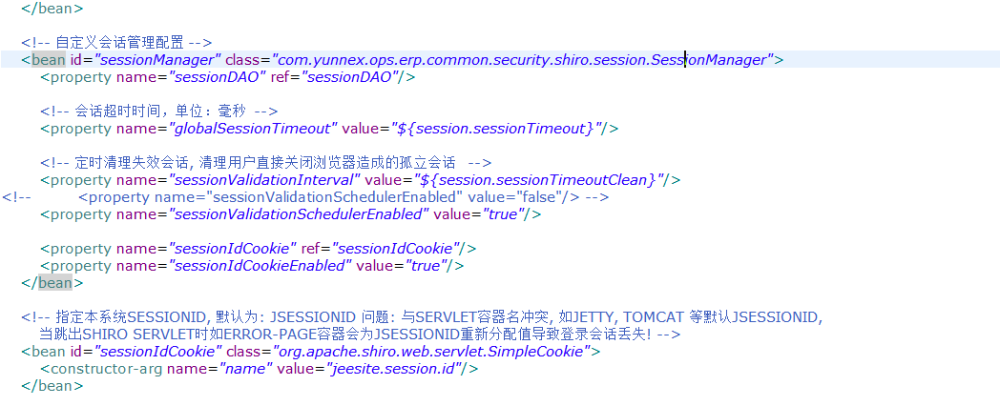 </bean>
<!-- 自定义会话管理配置 -->
<bean id="sessionManager" class="com.yunnex.ops.erp.common.security.shiro.session.SessionManager">
<property name="sessionDAO" ref="sessionDAO"/>
<!-- 会话超时时间，单位：毫秒 -->
<property name="globalSessionTimeout" value="${session.sessionTimeout}"/>
<!-- 定时清理失效会话, 清理用户直接关闭浏览器造成的孤立会话 -->
<property name="sessionValidationInterval" value="${session.sessionTimeoutClean}"/>
<!-- <property name="sessionValidationSchedulerEnabled" value="false"/> -->
<property name="sessionValidationSchedulerEnabled" value="true"/>
<property name="sessionIdCookie" ref="sessionIdCookie"/>
<property name="sessionIdCookieEnabled" value="true"/>
</bean>
<!-- 指定本系统SESSIONID, 默认为: JSESSIONID 问题: 与SERVLET容器名冲突, 如JETTY, TOMCAT 等默认JSESSIONID,
当跳出SHIRO SERVLET时如ERROR-PAGE容器会为JSESSIONID重新分配值导致登录会话丢失! -->
<bean id="sessionIdCookie" class="org.apache.shiro.web.servlet.SimpleCookie">
<constructor-arg name="name" value="jeesite.session.id"/>
</bean>